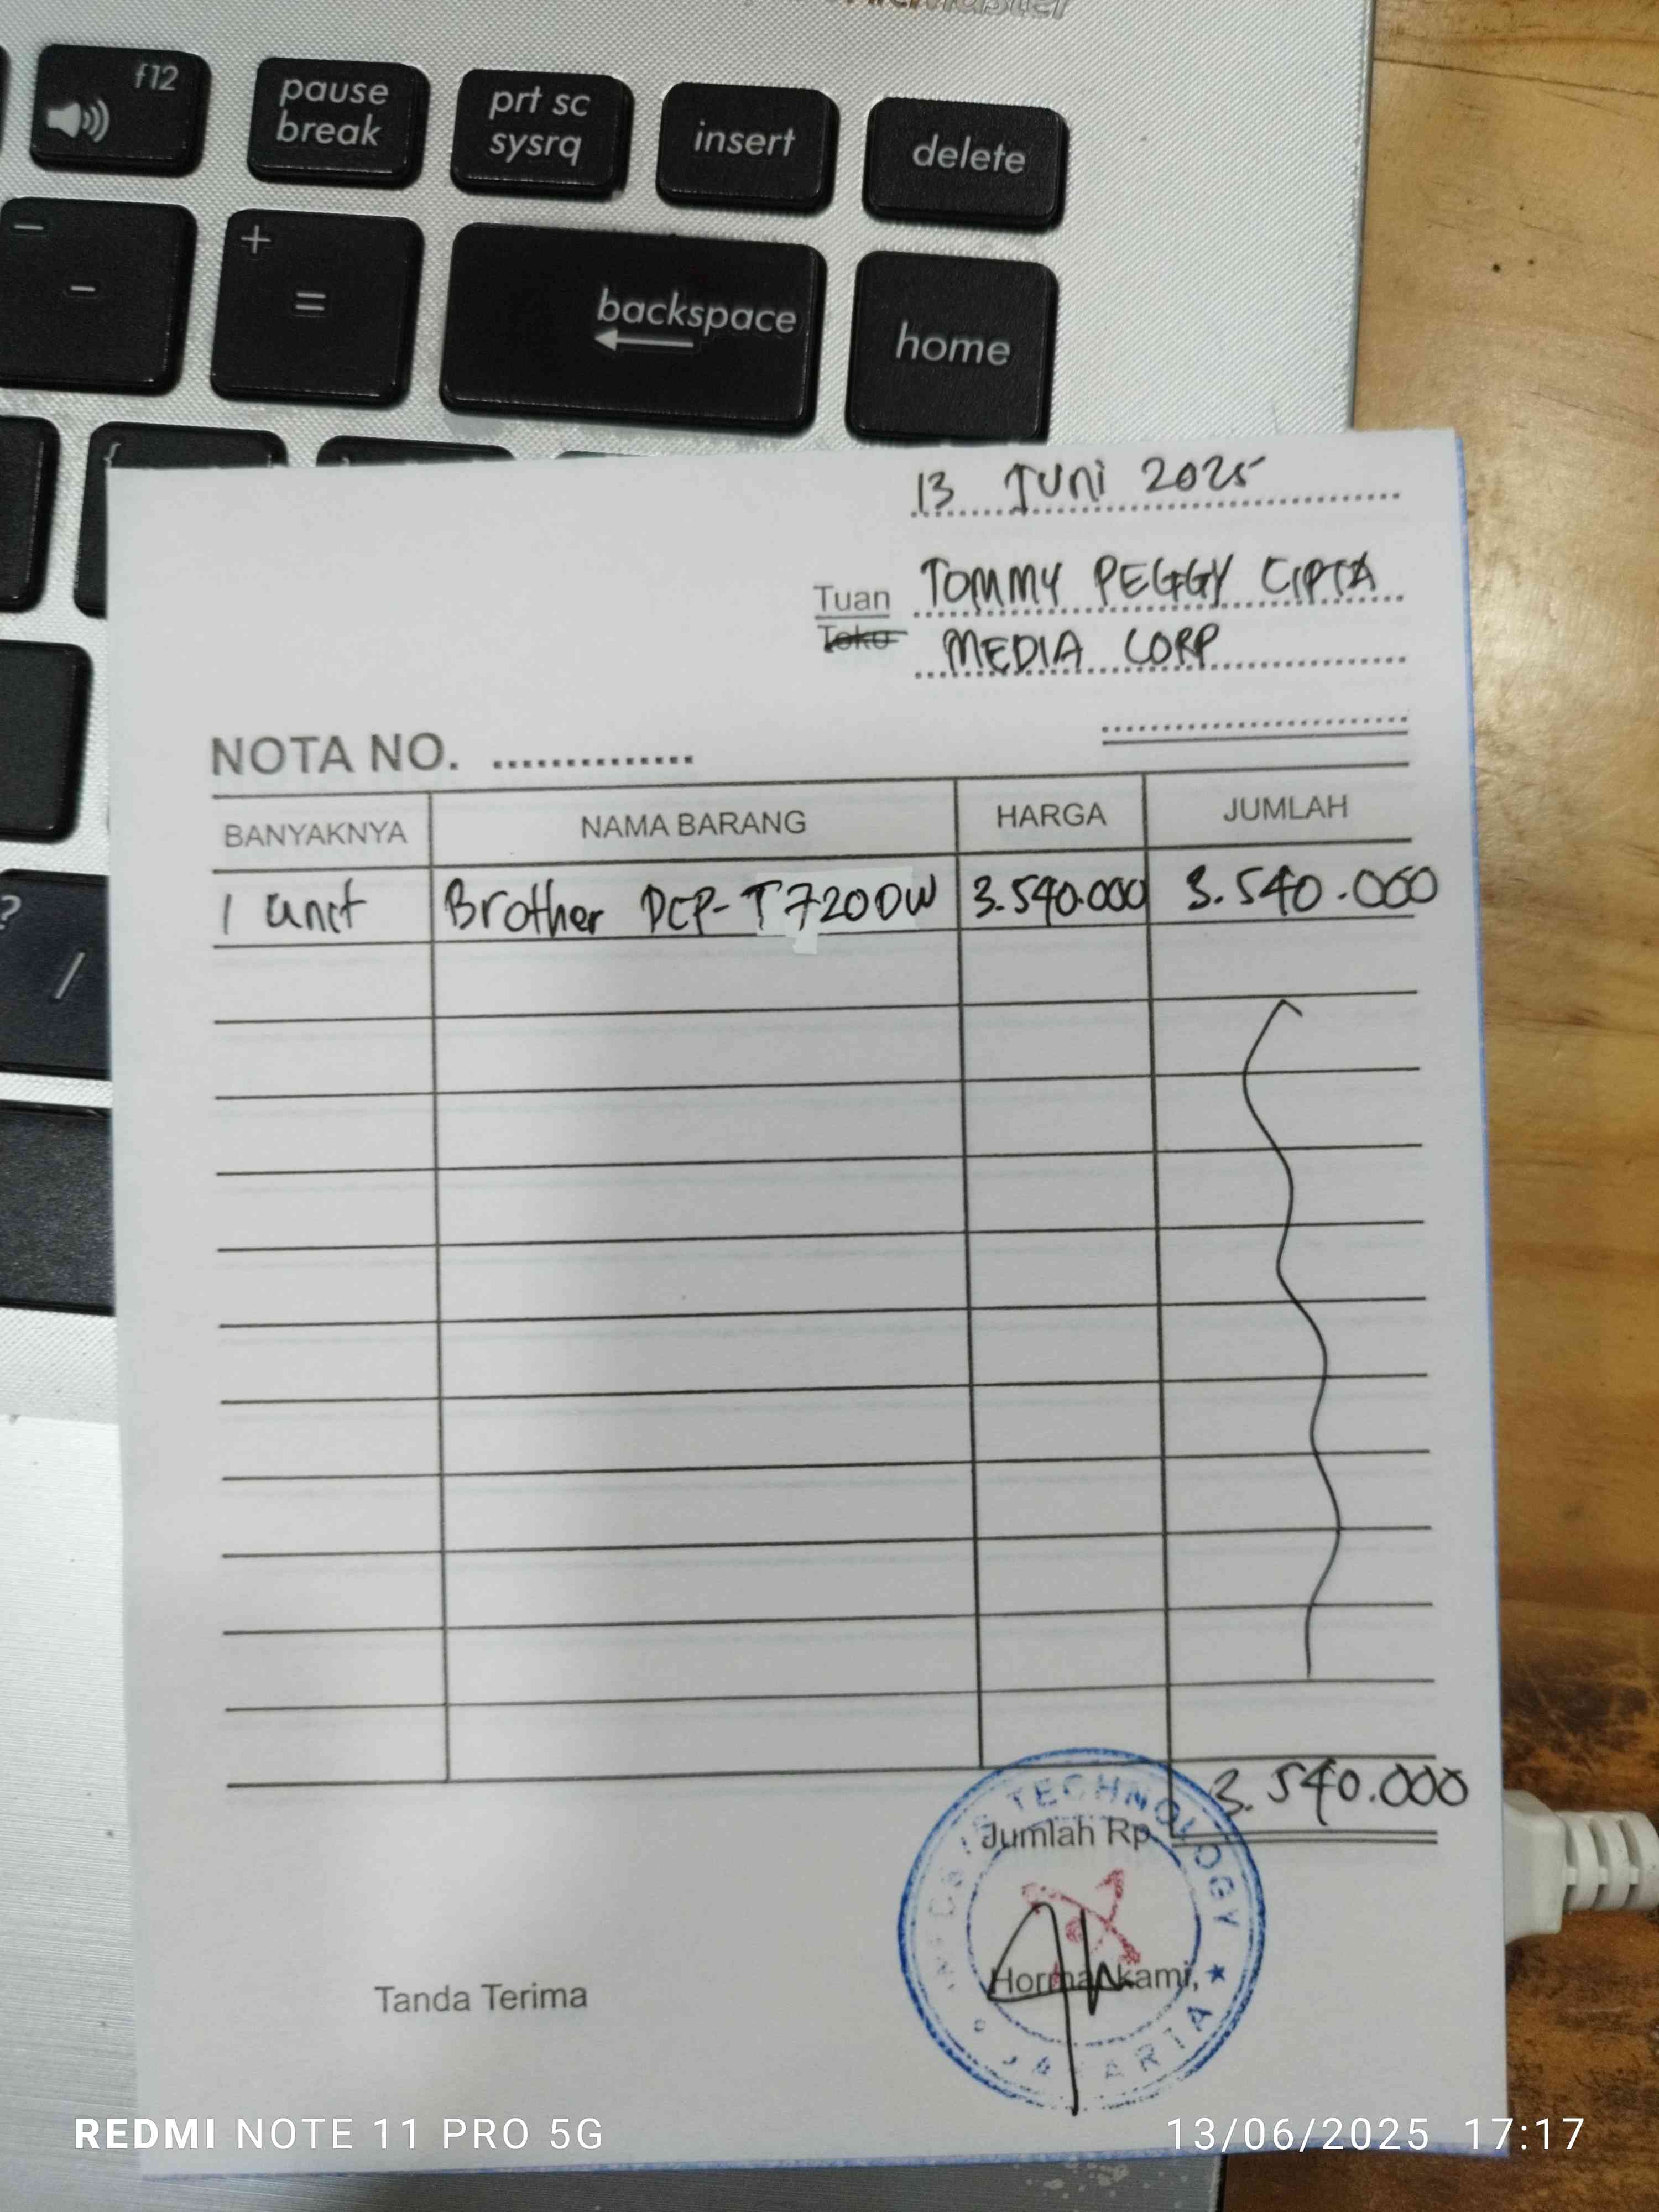 f12
pause
break
prt sc
sysrq
insert
delete
-
-
+
=
backspace
home
{
?
/
13 Juni 2025
Tuan TOMMY PEGGY CIPTA
Toko MEDIA CORP
NOTA NO. ..............
BANYAKNYA NAMA BARANG HARGA JUMLAH
1 unit Brother DCP-T720DW 3.540.000 3.540.000
3.540.000
Jumlah Rp.
TECHNOLOGY
JAKARTA
Tanda Terima
Hormat kami,
REDMI NOTE 11 PRO 5G
13/06/2025 17:17